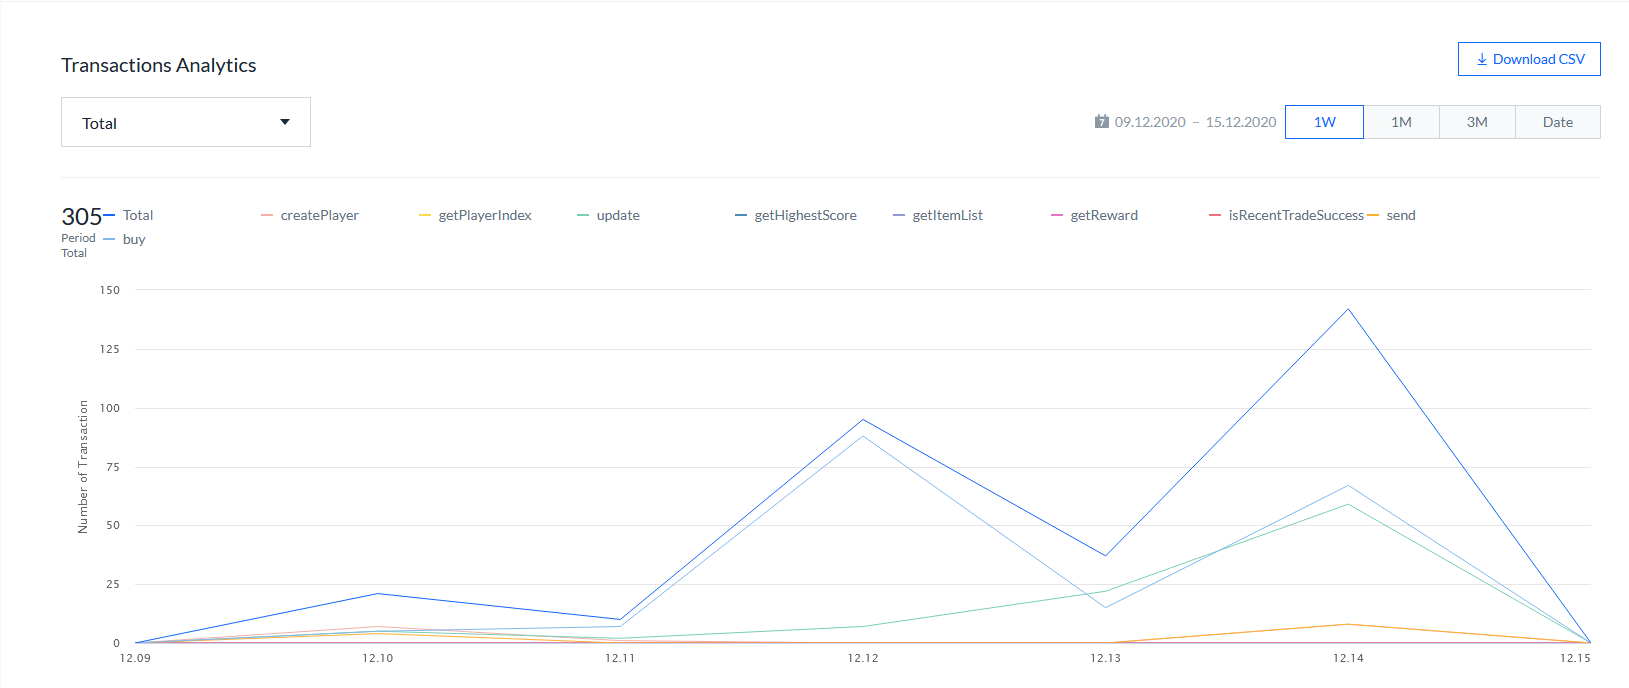 Transactions Analytics
Download CSV
Total
7 09.12.2020 – 15.12.2020 1W 1M 3M Date
305 Total createPlayer getPlayerIndex update getHighestScore getItemList getReward isRecentTradeSuccess send
Period buy
Total
150
125
100
75
50
25
0
Number of Transaction
12.09 12.10 12.11 12.12 12.13 12.14 12.15